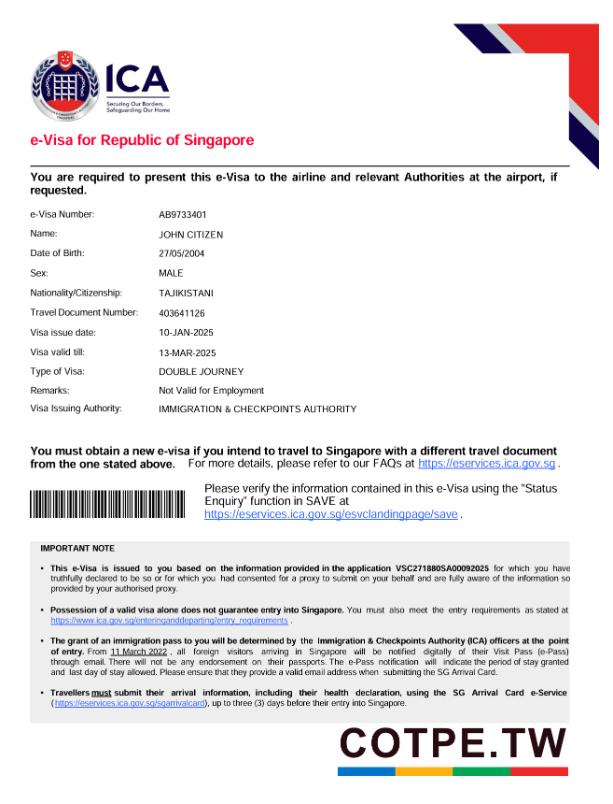 ICA
Securing Our Borders,
Safeguarding Our Home
e-Visa for Republic of Singapore
You are required to present this e-Visa to the airline and relevant Authorities at the airport, if
requested.
e-Visa Number: AB9733401
Name: JOHN CITIZEN
Date of Birth: 27/05/2004
Sex: MALE
Nationality/Citizenship: TAJIKISTANI
Travel Document Number: 403641126
Visa issue date: 10-JAN-2025
Visa valid till: 13-MAR-2025
Type of Visa: DOUBLE JOURNEY
Remarks: Not Valid for Employment
Visa Issuing Authority: IMMIGRATION & CHECKPOINTS AUTHORITY
You must obtain a new e-visa if you intend to travel to Singapore with a different travel document
from the one stated above. For more details, please refer to our FAQs at https://eservices.ica.gov.sg .
Please verify the information contained in this e-Visa using the "Status
Enquiry" function in SAVE at
https://eservices.ica.gov.sg/esvclandingpage/save .
IMPORTANT NOTE
• This e-Visa is issued to you based on the information provided in the application VSC271880SA00092025 for which you have
truthfully declared to be so or for which you had consented for a proxy to submit on your behalf and are fully aware of the information so
provided by your authorised proxy.
• Possession of a valid visa alone does not guarantee entry into Singapore. You must also meet the entry requirements as stated at
https://www.ica.gov.sg/enteringanddeparting/entry_requirements .
• The grant of an immigration pass to you will be determined by the Immigration & Checkpoints Authority (ICA) officers at the point
of entry. From 11 March 2022 , all foreign visitors arriving in Singapore will be notified digitally of their Visit Pass (e-Pass)
through email. There will not be any endorsement on their passports. The e-Pass notification will indicate the period of stay granted
and last day of stay allowed. Please ensure that they provide a valid email address when submitting the SG Arrival Card.
• Travellers must submit their arrival information, including their health declaration, using the SG Arrival Card e-Service
(https://eservices.ica.gov.sg/sgarrivalcard), up to three (3) days before their entry into Singapore.
COTPE.TW